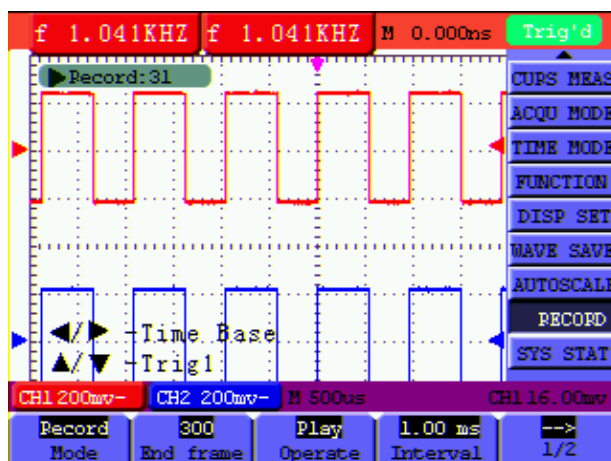 f 1.041KHZ f 1.041KHZ M 0.000ns Trig'd
▶Record:31
CURS MEAS
ACQU MODE
TIME MODE
FUNCTION
DISP SET
WAVE SAVE
AUTOSCALE
RECORD
SYS STAT
◀/▶ -Time Base
▲/▼ -Trig1
CH1 200mv- CH2 200mv- M 500us CH1 16.00mv
Record 300 Play 1.00 ms -->
Mode End frame Operate Interval 1/2